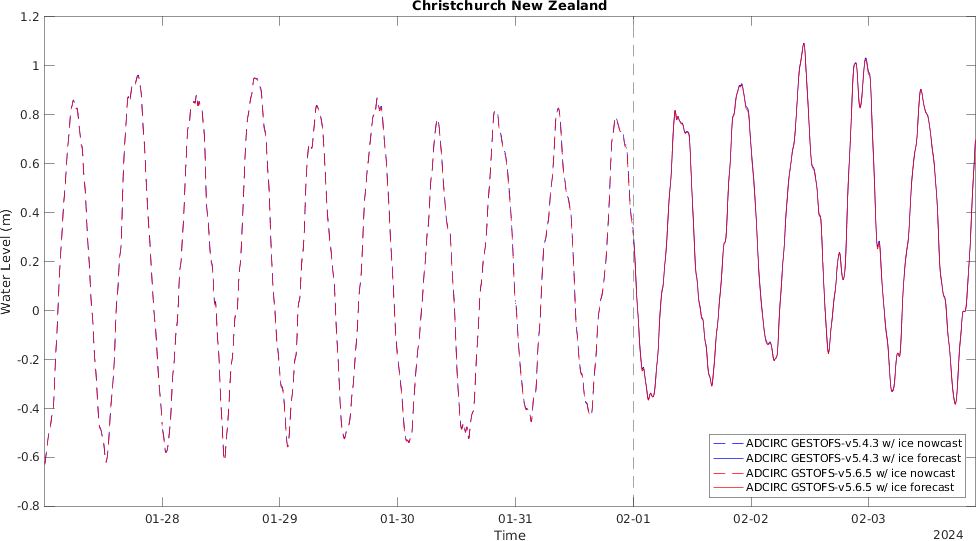 Christchurch New Zealand
1.2
1
0.8
0.6
0.4
0.2
0
-0.2
-0.4
-0.6
-0.8
Water Level (m)
01-28 01-29 01-30 01-31 02-01 02-02 02-03
Time
2024
ADCIRC GESTOFS-v5.4.3 w/ ice nowcast
ADCIRC GESTOFS-v5.4.3 w/ ice forecast
ADCIRC GSTOFS-v5.6.5 w/ ice nowcast
ADCIRC GSTOFS-v5.6.5 w/ ice forecast